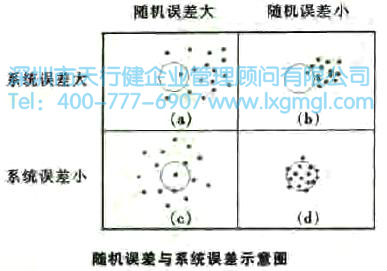 随机误差大 随机误差小
深圳市天行健企业管理顾问有限公司
系统误差大
Tel：400-777-6907 www.lxgmgl.com
(a) (b)
系统误差小
(c) (d)
随机误差与系统误差示意图